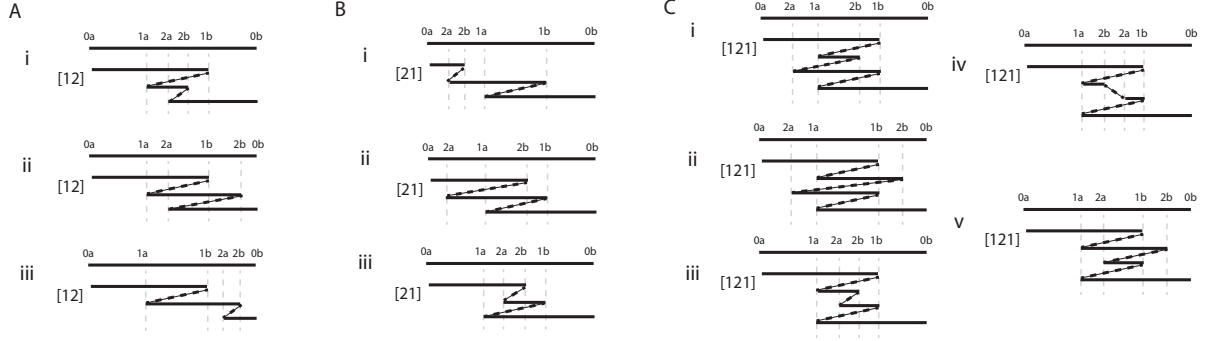 A
i
0a 1a 2a 2b 1b 0b
[12]
ii
0a 1a 2a 2b 0b
[12]
iii
0a 1a 1b 2a 2b 0b
[12]
B
i
0a 2a 2b 1a 1b 0b
[21]
ii
0a 2a 1a 2b 1b 0b
[21]
iii
0a 1a 2a 2b 1b 0b
[21]
C
i
0a 2a 1a 2b 1b 0b
[121]
ii
0a 2a 1a 1b 2b 0b
[121]
iii
0a 1a 2a 2b 1b 0b
[121]
iv
0a 1a 2b 2a 1b 0b
[121]
v
0a 1a 2a 1b 2b 0b
[121]